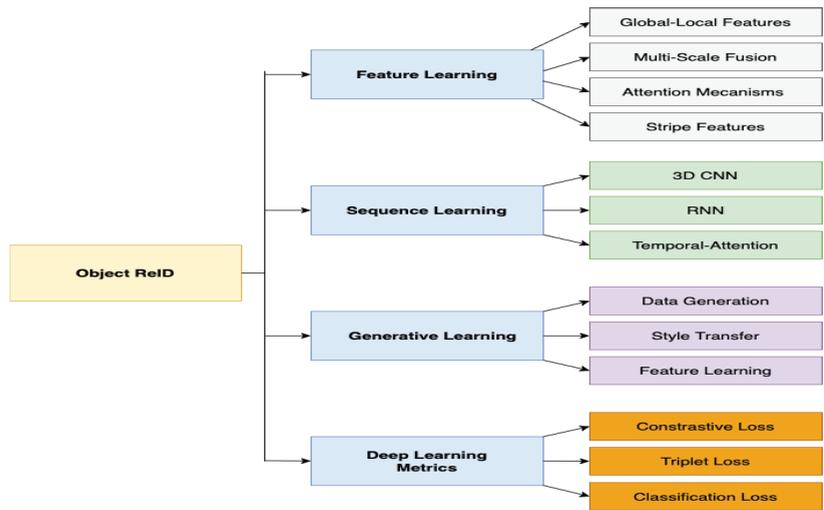 Global-Local Features
Feature Learning
Multi-Scale Fusion
Attention Mecanisms
Stripe Features
3D CNN
Sequence Learning
RNN
Temporal-Attention
Object ReID
Data Generation
Generative Learning
Style Transfer
Feature Learning
Constrastive Loss
Deep Learning
Metrics
Triplet Loss
Classification Loss